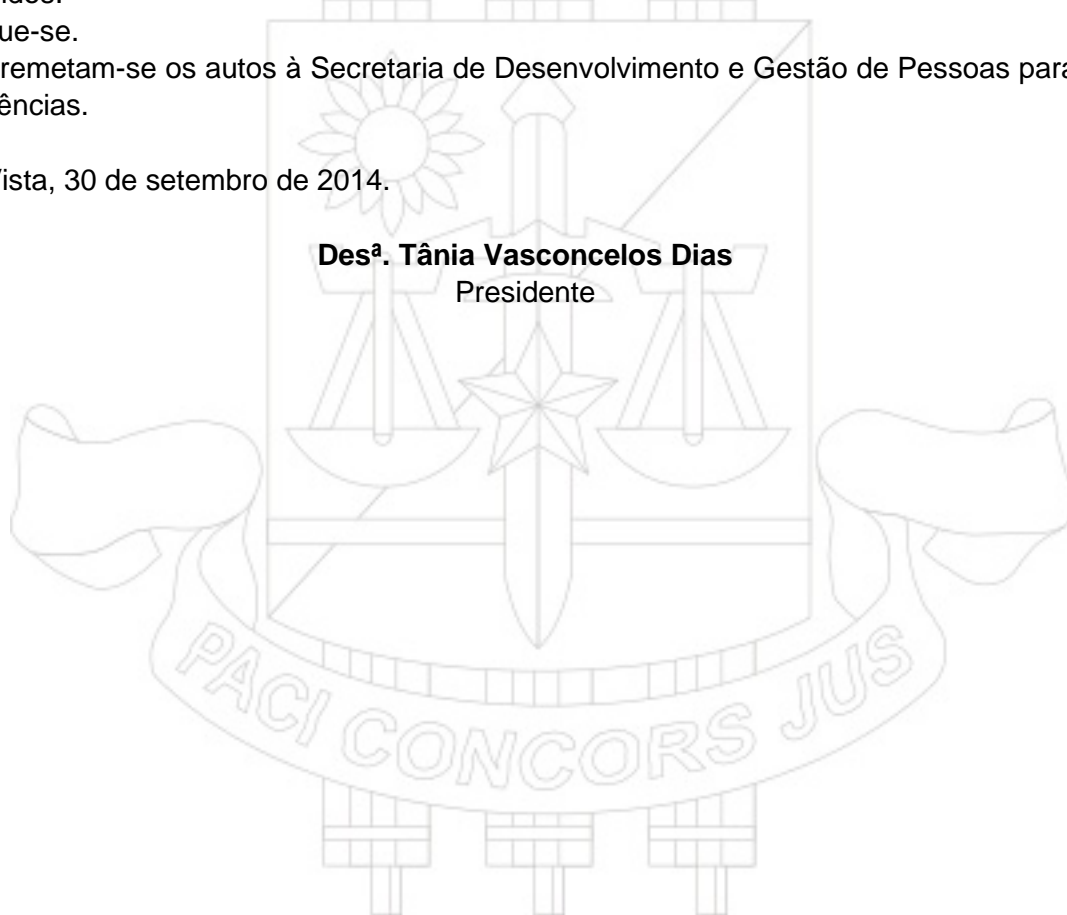 ue-se.
remetam-se os autos à Secretaria de Desenvolvimento e Gestão de Pessoas para
ências.
Vista, 30 de setembro de 2014.
Desª. Tânia Vasconcelos Dias
Presidente
PACI CONCORS JUS